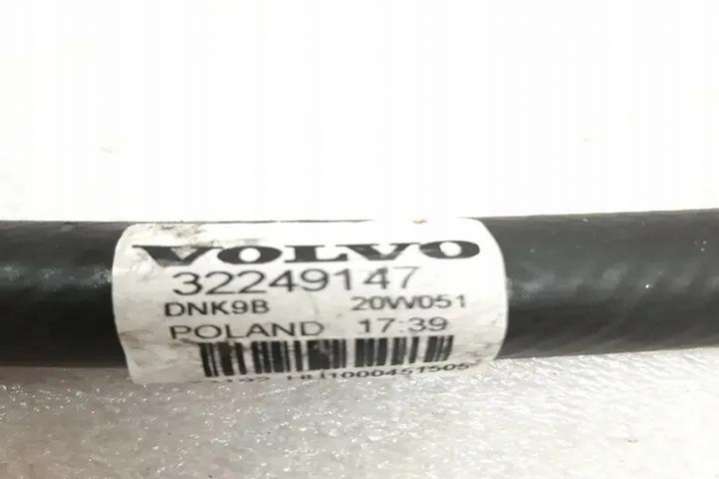 VOLVO
32249147
DNK9B 20W051
POLAND 17:39